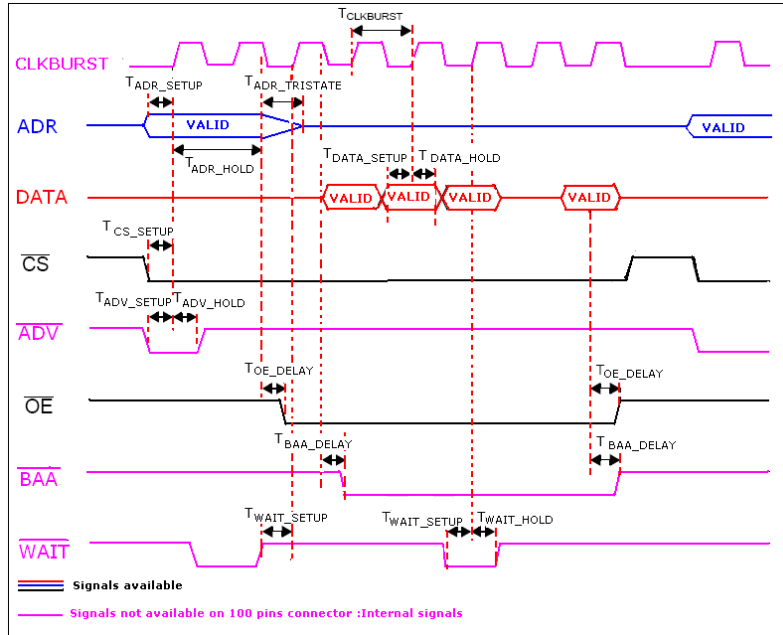 TCLKBURST
CLKBURST
TADR_SETUP
TADR_TRISTATE
ADR
VALID
VALID
TADR_HOLD
TDATA_SETUP
TDATA_HOLD
DATA
VALID
VALID
VALID
VALID
TCS_SETUP
CS
TADV_SETUP
TADV_HOLD
ADV
TOE_DELAY
TOE_DELAY
OE
TBAA_DELAY
TBAA_DELAY
BAA
TWAIT_SETUP
TWAIT_SETUP
TWAIT_HOLD
WAIT
Signals available
Signals not available on 100 pins connector :Internal signals